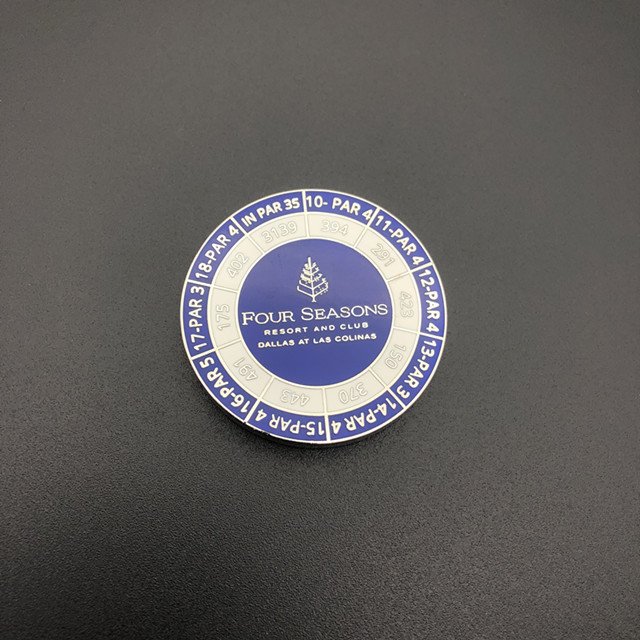 FOUR SEASONS
RESORT AND CLUB
DALLAS AT LAS COLINAS
IN PAR 35
10- PAR 4
11-PAR 4
12-PAR 4
13-PAR 3
14-PAR 4
15-PAR 4
16-PAR 5
17-PAR 3
18-PAR 4
3139
394
291
423
150
370
443
491
175
402